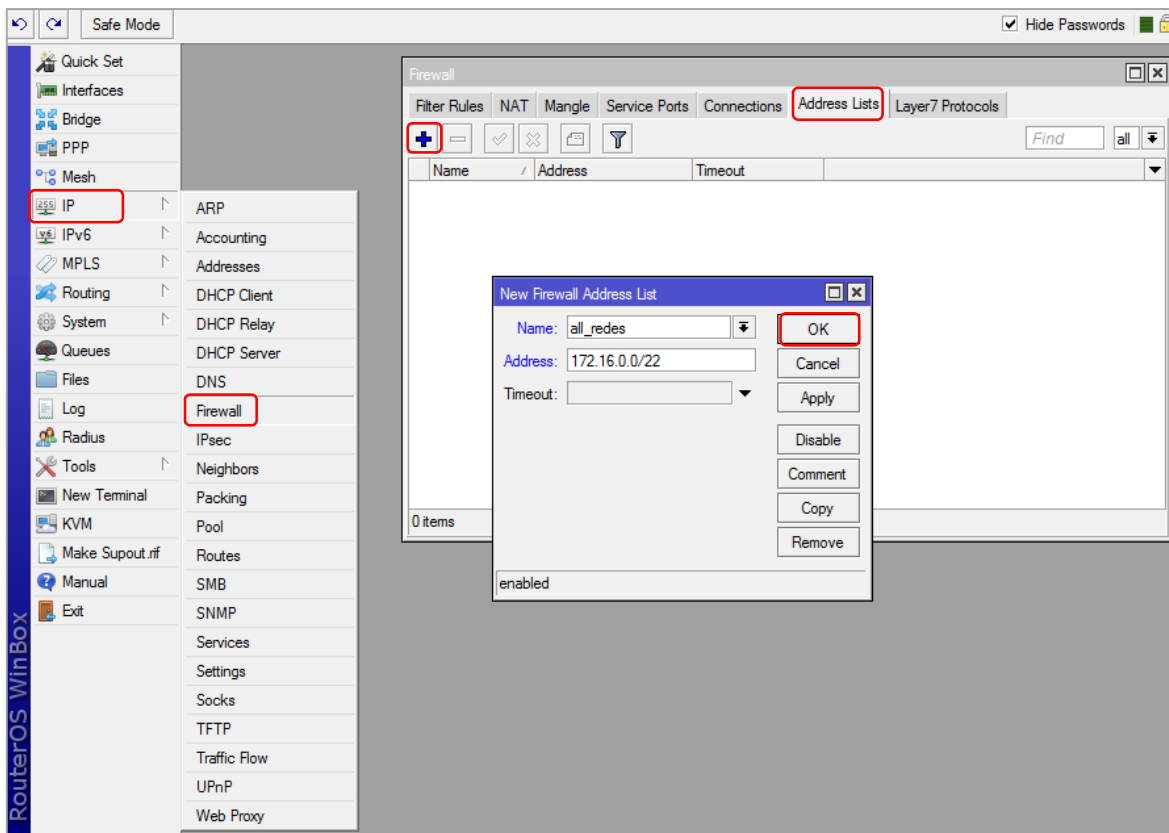 Safe Mode
Hide Passwords
Quick Set
Interfaces
Bridge
PPP
Mesh
255 IP
v6 IPv6
MPLS
Routing
System
Queues
Files
Log
Radius
Tools
New Terminal
KVM
Make Supout.rif
Manual
Exit
RouterOS WinBox
ARP
Accounting
Addresses
DHCP Client
DHCP Relay
DHCP Server
DNS
Firewall
IPsec
Neighbors
Packing
Pool
Routes
SMB
SNMP
Services
Settings
Socks
TFTP
Traffic Flow
UPnP
Web Proxy
Firewall
Filter Rules NAT Mangle Service Ports Connections Address Lists Layer7 Protocols
Find all
Name Address Timeout
0 items
New Firewall Address List
Name: all_redes
Address: 172.16.0.0/22
Timeout:
OK
Cancel
Apply
Disable
Comment
Copy
Remove
enabled